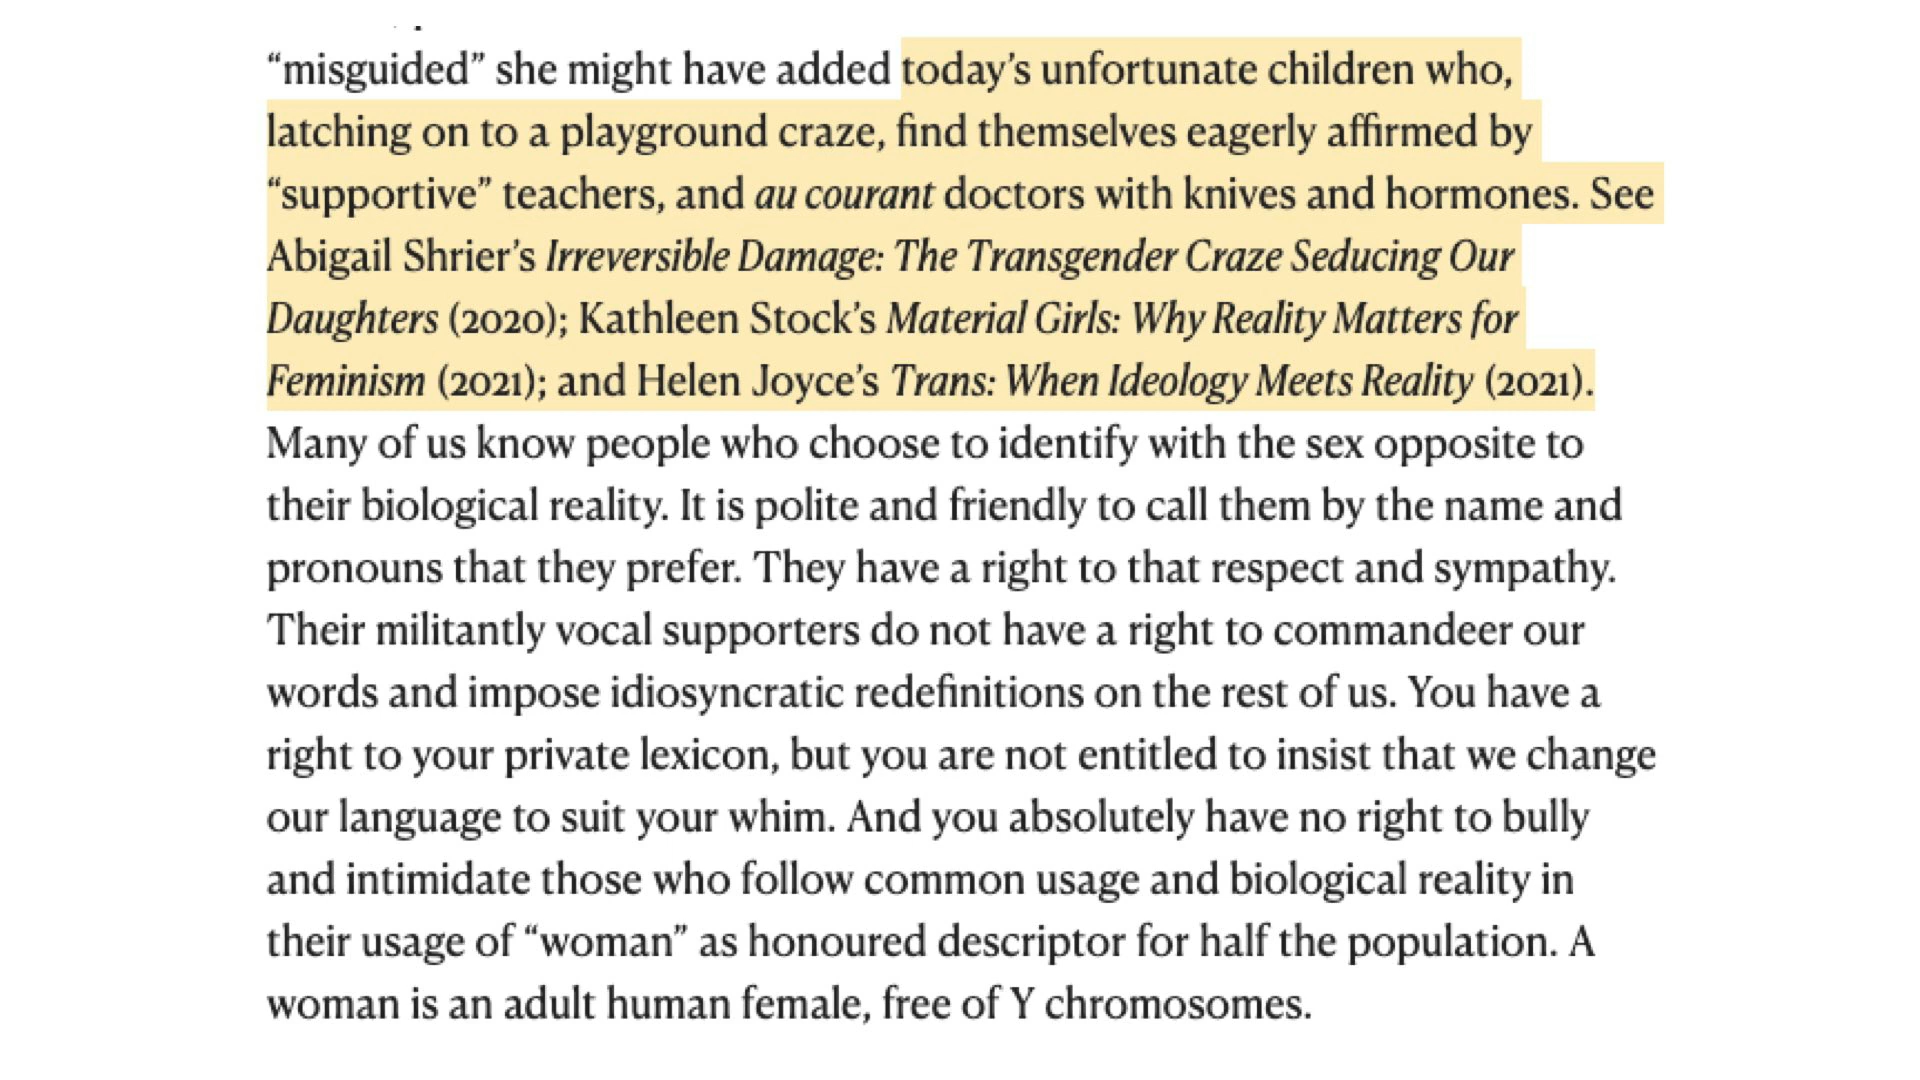 “misguided” she might have added today’s unfortunate children who,
latching on to a playground craze, find themselves eagerly affirmed by
“supportive” teachers, and au courant doctors with knives and hormones. See
Abigail Shrier’s Irreversible Damage: The Transgender Craze Seducing Our
Daughters (2020); Kathleen Stock’s Material Girls: Why Reality Matters for
Feminism (2021); and Helen Joyce’s Trans: When Ideology Meets Reality (2021).
Many of us know people who choose to identify with the sex opposite to
their biological reality. It is polite and friendly to call them by the name and
pronouns that they prefer. They have a right to that respect and sympathy.
Their militantly vocal supporters do not have a right to commandeer our
words and impose idiosyncratic redefinitions on the rest of us. You have a
right to your private lexicon, but you are not entitled to insist that we change
our language to suit your whim. And you absolutely have no right to bully
and intimidate those who follow common usage and biological reality in
their usage of “woman” as honoured descriptor for half the population. A
woman is an adult human female, free of Y chromosomes.